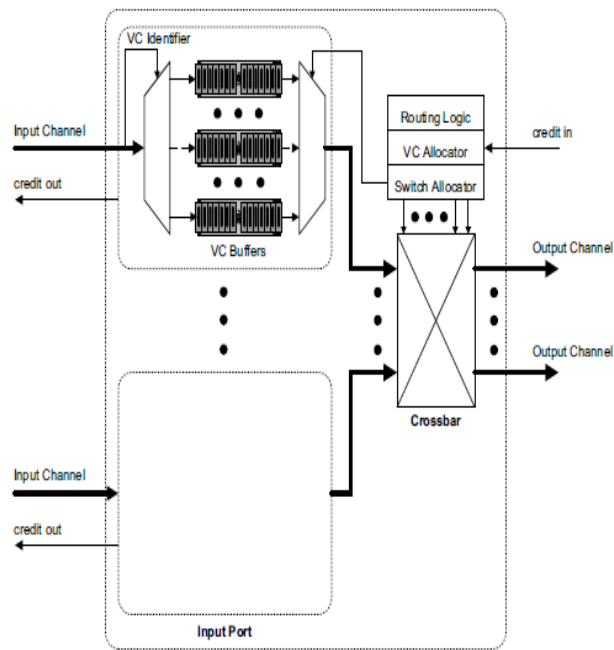 VC Identifier
Input Channel
credit out
VC Buffers
Routing Logic
VC Allocator
Switch Allocator
credit in
Output Channel
Output Channel
Crossbar
Input Channel
credit out
Input Port